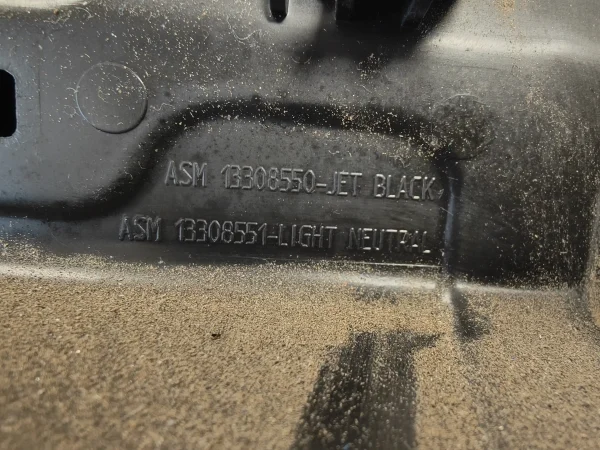 ASM 13308550-JET BLACK
ASM 13308551-LIGHT NEUTRAL